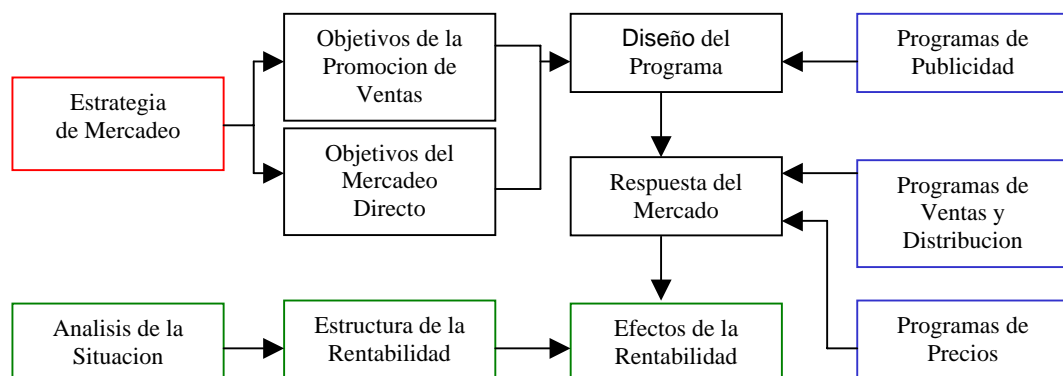 Estrategia
de Mercadeo
Objetivos de la
Promocion de
Ventas
Objetivos del
Mercadeo
Directo
Diseño del
Programa
Programas de
Publicidad
Respuesta del
Mercado
Programas de
Ventas y
Distribucion
Analisis de la
Situacion
Estructura de la
Rentabilidad
Efectos de la
Rentabilidad
Programas de
Precios